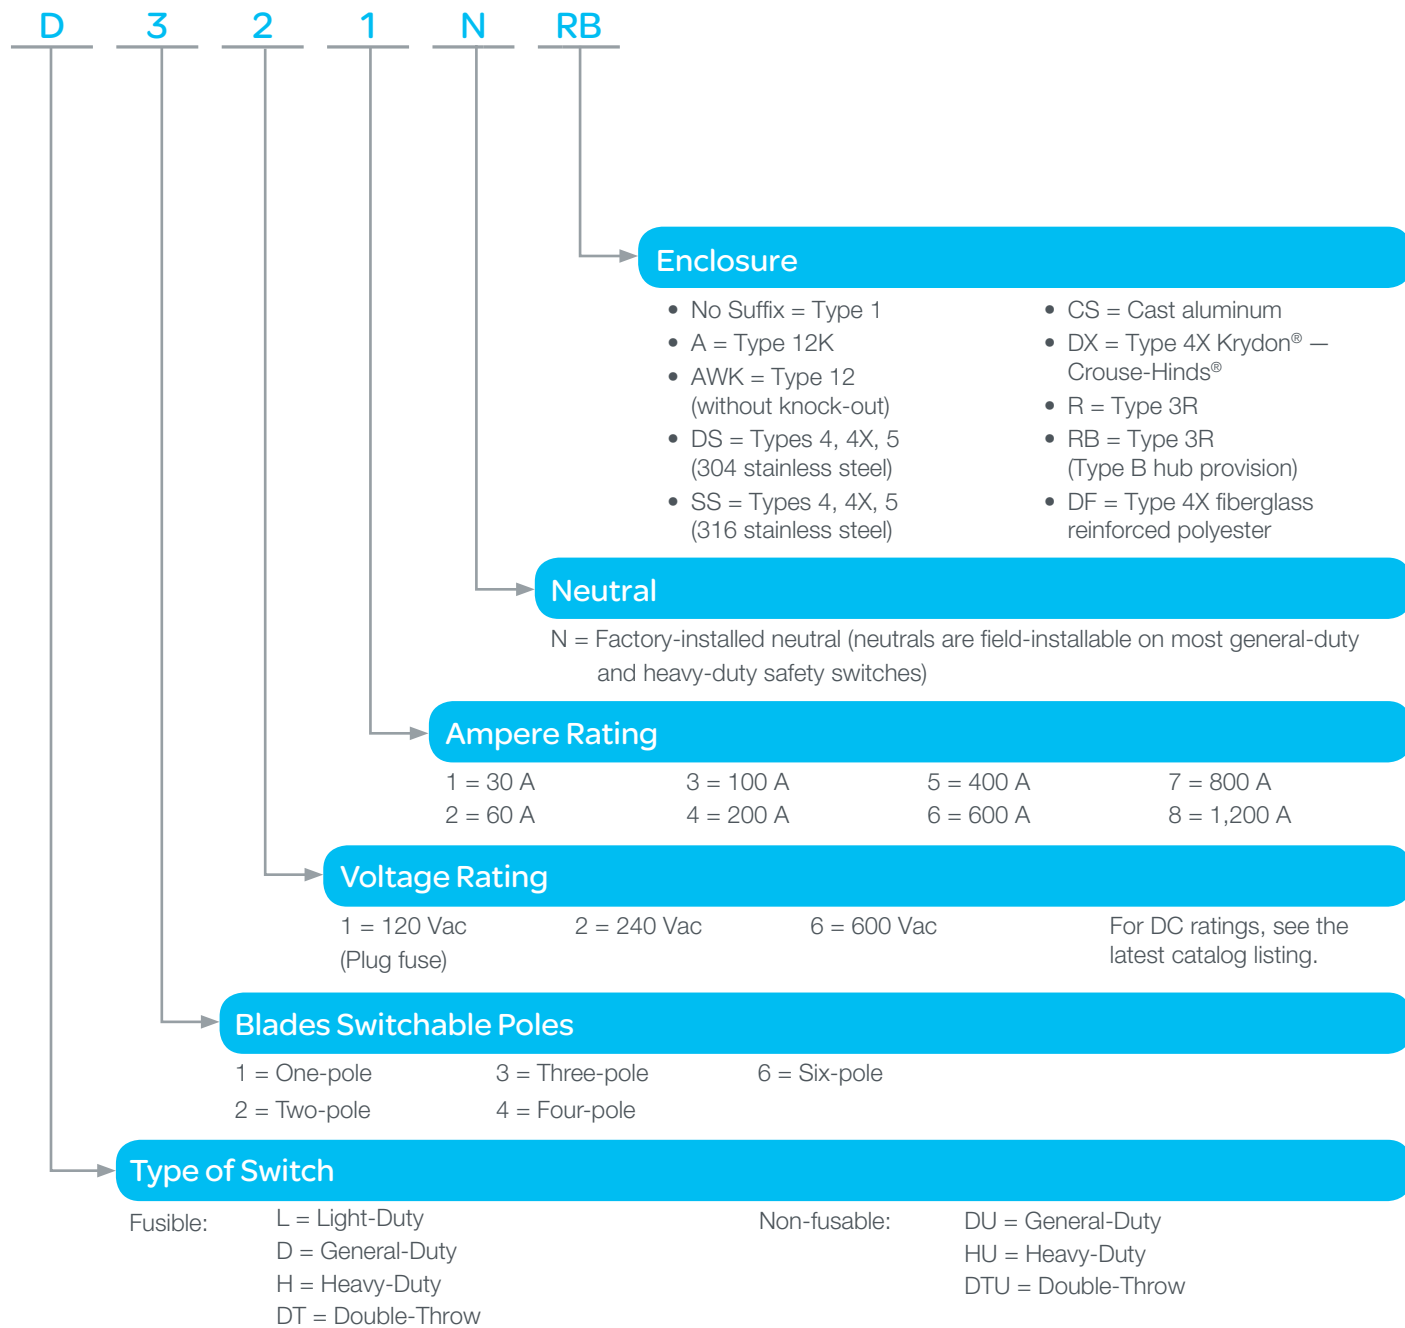 D 3 2 1 N RB
Enclosure
• No Suffix = Type 1
• A = Type 12K
• AWK = Type 12
(without knock-out)
• DS = Types 4, 4X, 5
(304 stainless steel)
• SS = Types 4, 4X, 5
(316 stainless steel)
• CS = Cast aluminum
• DX = Type 4X Krydon® —
Crouse-Hinds®
• R = Type 3R
• RB = Type 3R
(Type B hub provision)
• DF = Type 4X fiberglass
reinforced polyester
Neutral
N = Factory-installed neutral (neutrals are field-installable on most general-duty
and heavy-duty safety switches)
Ampere Rating
1 = 30 A 3 = 100 A 5 = 400 A 7 = 800 A
2 = 60 A 4 = 200 A 6 = 600 A 8 = 1,200 A
Voltage Rating
1 = 120 Vac
(Plug fuse)
2 = 240 Vac
6 = 600 Vac
For DC ratings, see the
latest catalog listing.
Blades Switchable Poles
1 = One-pole 3 = Three-pole 6 = Six-pole
2 = Two-pole 4 = Four-pole
Type of Switch
Fusible:
L = Light-Duty
D = General-Duty
H = Heavy-Duty
DT = Double-Throw
Non-fusable:
DU = General-Duty
HU = Heavy-Duty
DTU = Double-Throw